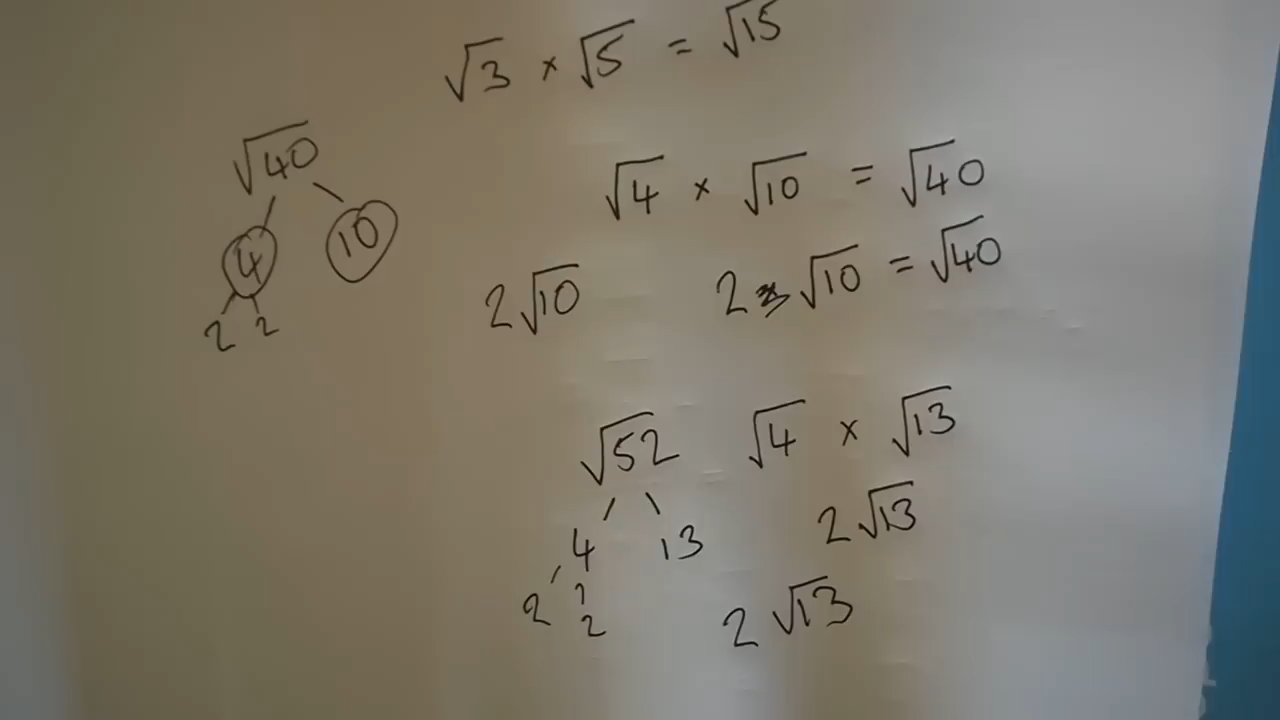 √3 × √5 = √15
√40
4 10
2 2
√4 × √10 = √40
2√10
2 √10 = √40
√52
4 13
2 2
√4 × √13
2√13
2√13